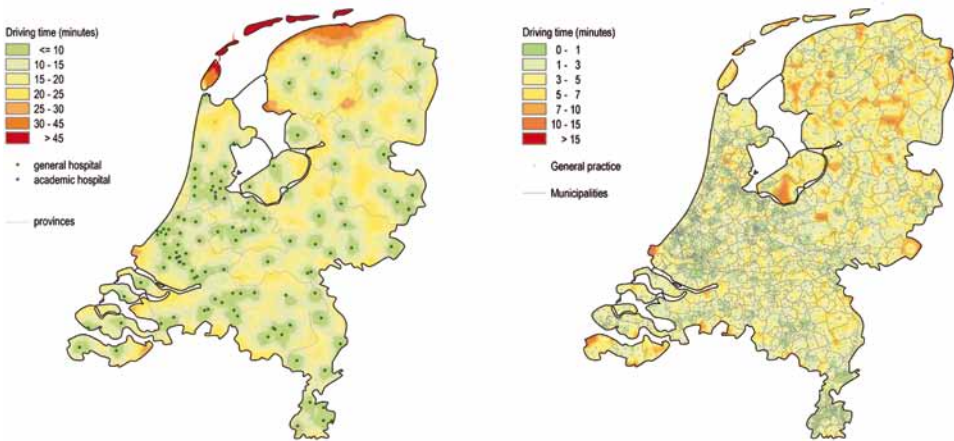 Driving time (minutes)
<= 10
10 - 15
15 - 20
20 - 25
25 - 30
30 - 45
> 45
general hospital
academic hospital
provinces
Driving time (minutes)
0 - 1
1 - 3
3 - 5
5 - 7
7 - 10
10 - 15
> 15
General practice
Municipalities